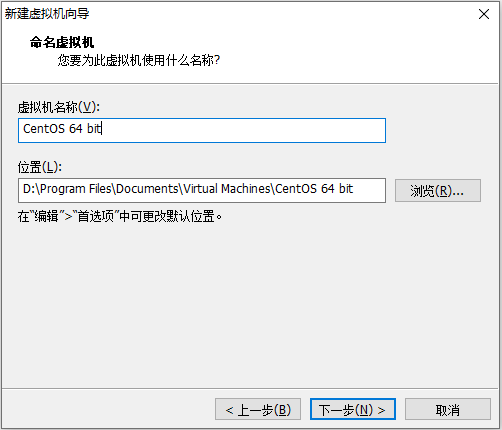 新建虚拟机向导
命名虚拟机
您要为此虚拟机使用什么名称?
虚拟机名称(V):
CentOS 64 bit
位置(L):
D:\Program Files\Documents\Virtual Machines\CentOS 64 bit
浏览(R)...
在“编辑”>“首选项”中可更改默认位置。
< 上一步(B)
下一步(N) >
取消